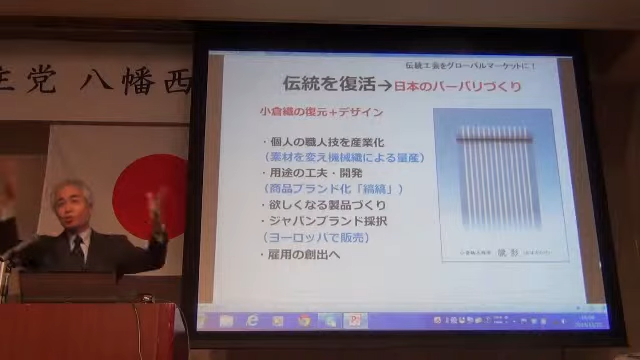 主党 八幡西
伝統工芸をグローバルマーケットに！
伝統を復活→日本のバーバリづくり
小倉織の復元＋デザイン
・個人の職人技を産業化
（素材を変え機械織による量産）
・用途の工夫・開発
（商品ブランド化「縞縞」）
・欲しくなる製品づくり
・ジャパンブランド採択
（ヨーロッパで販売）
・雇用の創出へ